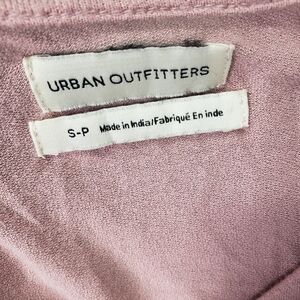 URBAN OUTFITTERS
S-P Made in India/Fabriqué En inde